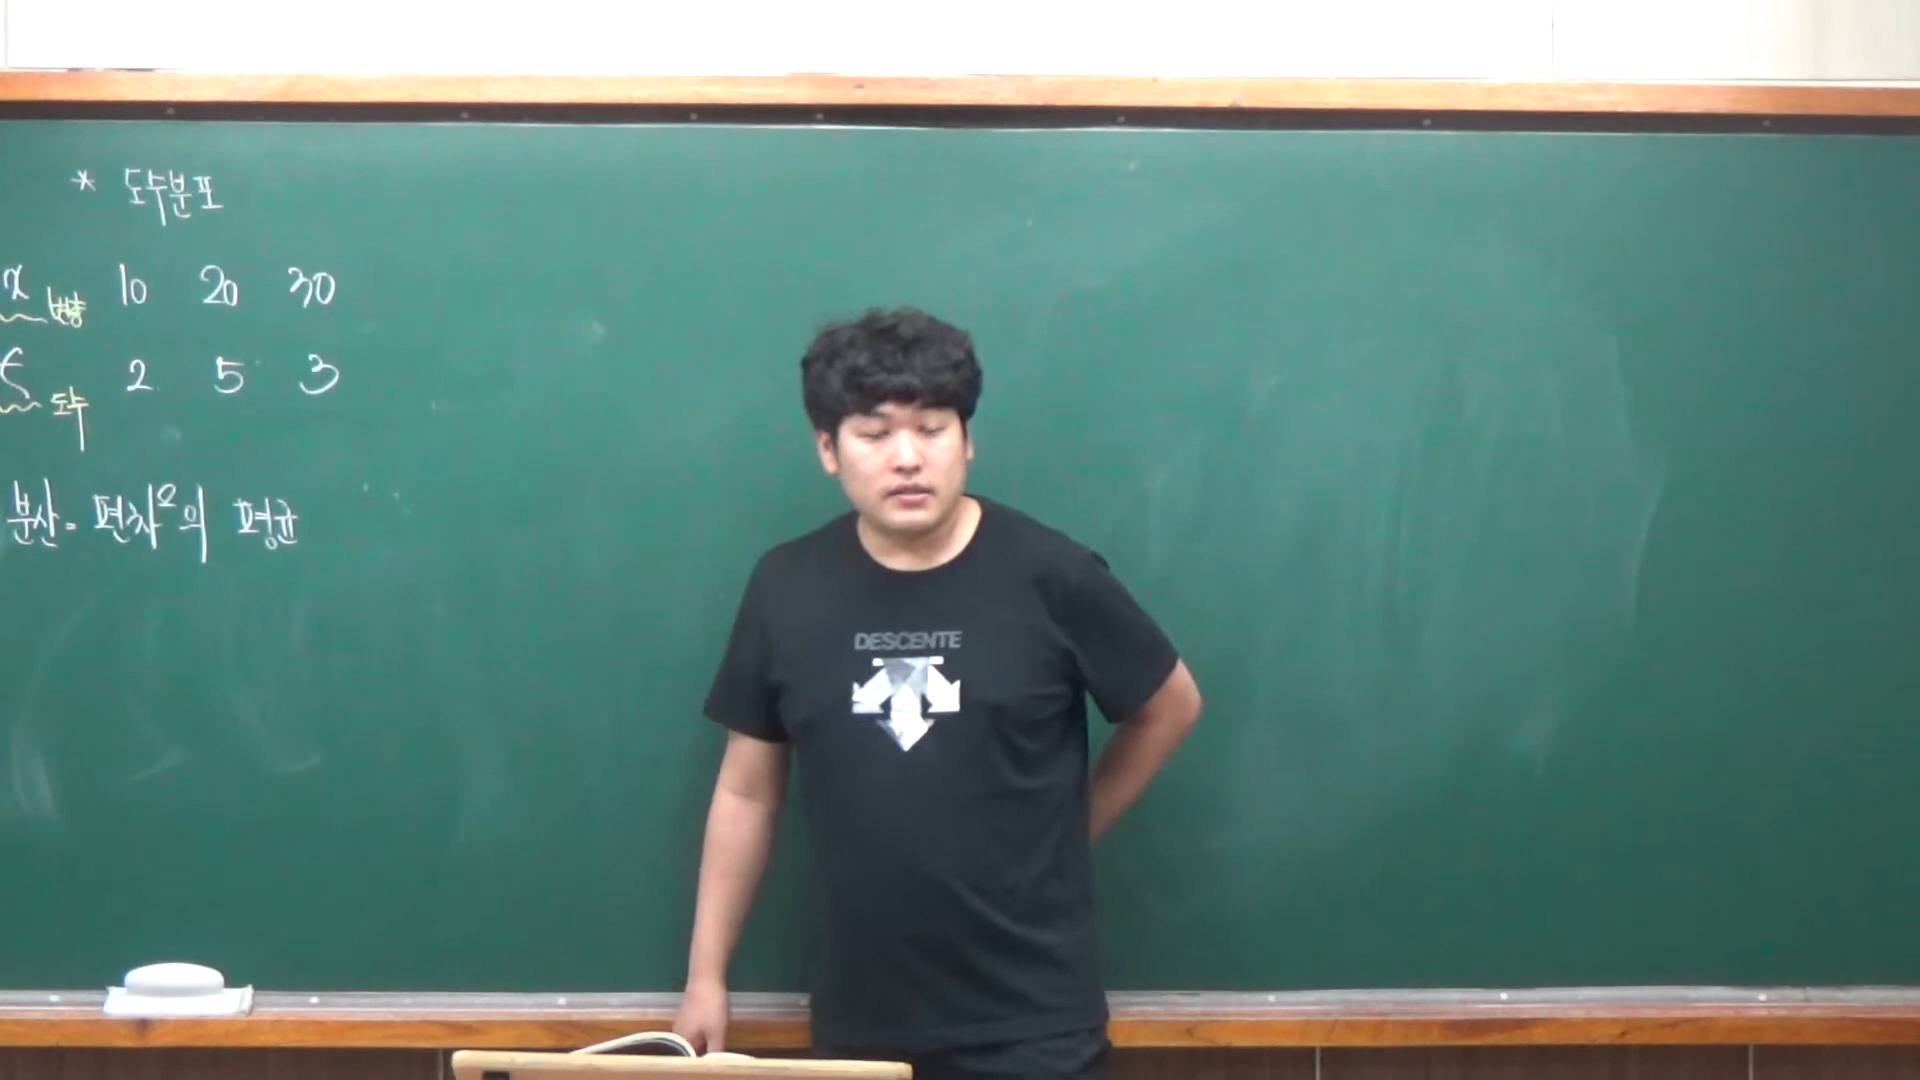 * 도수분포
x 변량 10 20 30
f 도수 2 5 3
분산 = 편차²의 평균
DESCENTE